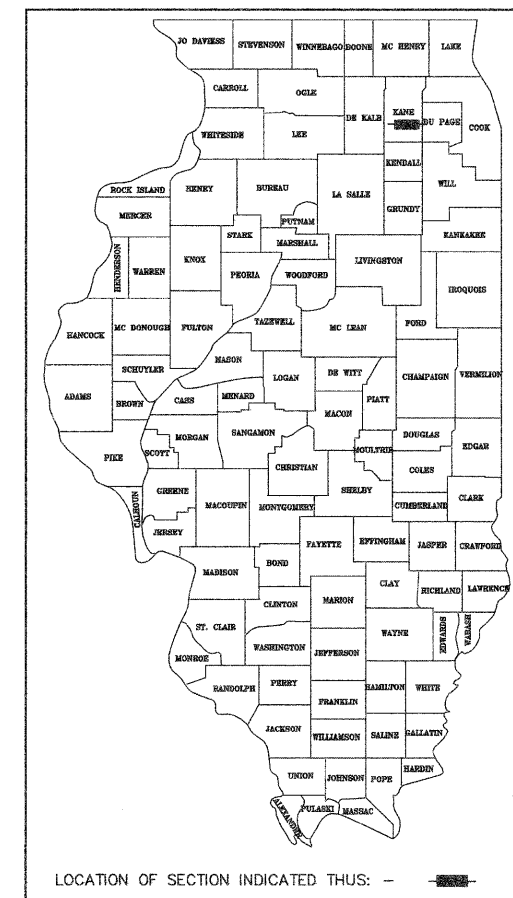 JO DAVIESS STEVENSON WINNEBAGO BOONE MC HENRY LAKE
CARROLL OGLE DE KALB KANE DU PAGE COOK
WHITESIDE LEE
KENDALL
ROCK ISLAND HENRY BUREAU LA SALLE GRUNDY WILL
MERCER PUTNAM KANKAKEE
HENDERSON WARREN KNOX STARK MARSHALL LIVINGSTON
PEORIA WOODFORD IROQUOIS
HANCOCK MC DONOUGH FULTON TAZEWELL MC LEAN FORD
SCHUYLER MASON LOGAN DE WITT CHAMPAIGN VERMILION
ADAMS BROWN CASS MENARD MACON PIATT
PIKE SCOTT MORGAN SANGAMON MOULTRIE DOUGLAS EDGAR
CHRISTIAN COLES
CALHOUN GREENE MACOUPIN MONTGOMERY SHELBY CUMBERLAND CLARK
JERSEY FAYETTE EFFINGHAM JASPER CRAWFORD
MADISON BOND
CLAY RICHLAND LAWRENCE
CLINTON MARION
ST. CLAIR WAYNE EDWARDS WABASH
MONROE WASHINGTON JEFFERSON
RANDOLPH PERRY FRANKLIN HAMILTON WHITE
JACKSON WILLIAMSON SALINE GALLATIN
UNION JOHNSON POPE HARDIN
ALEXANDER PULASKI MASSAC
LOCATION OF SECTION INDICATED THUS: -